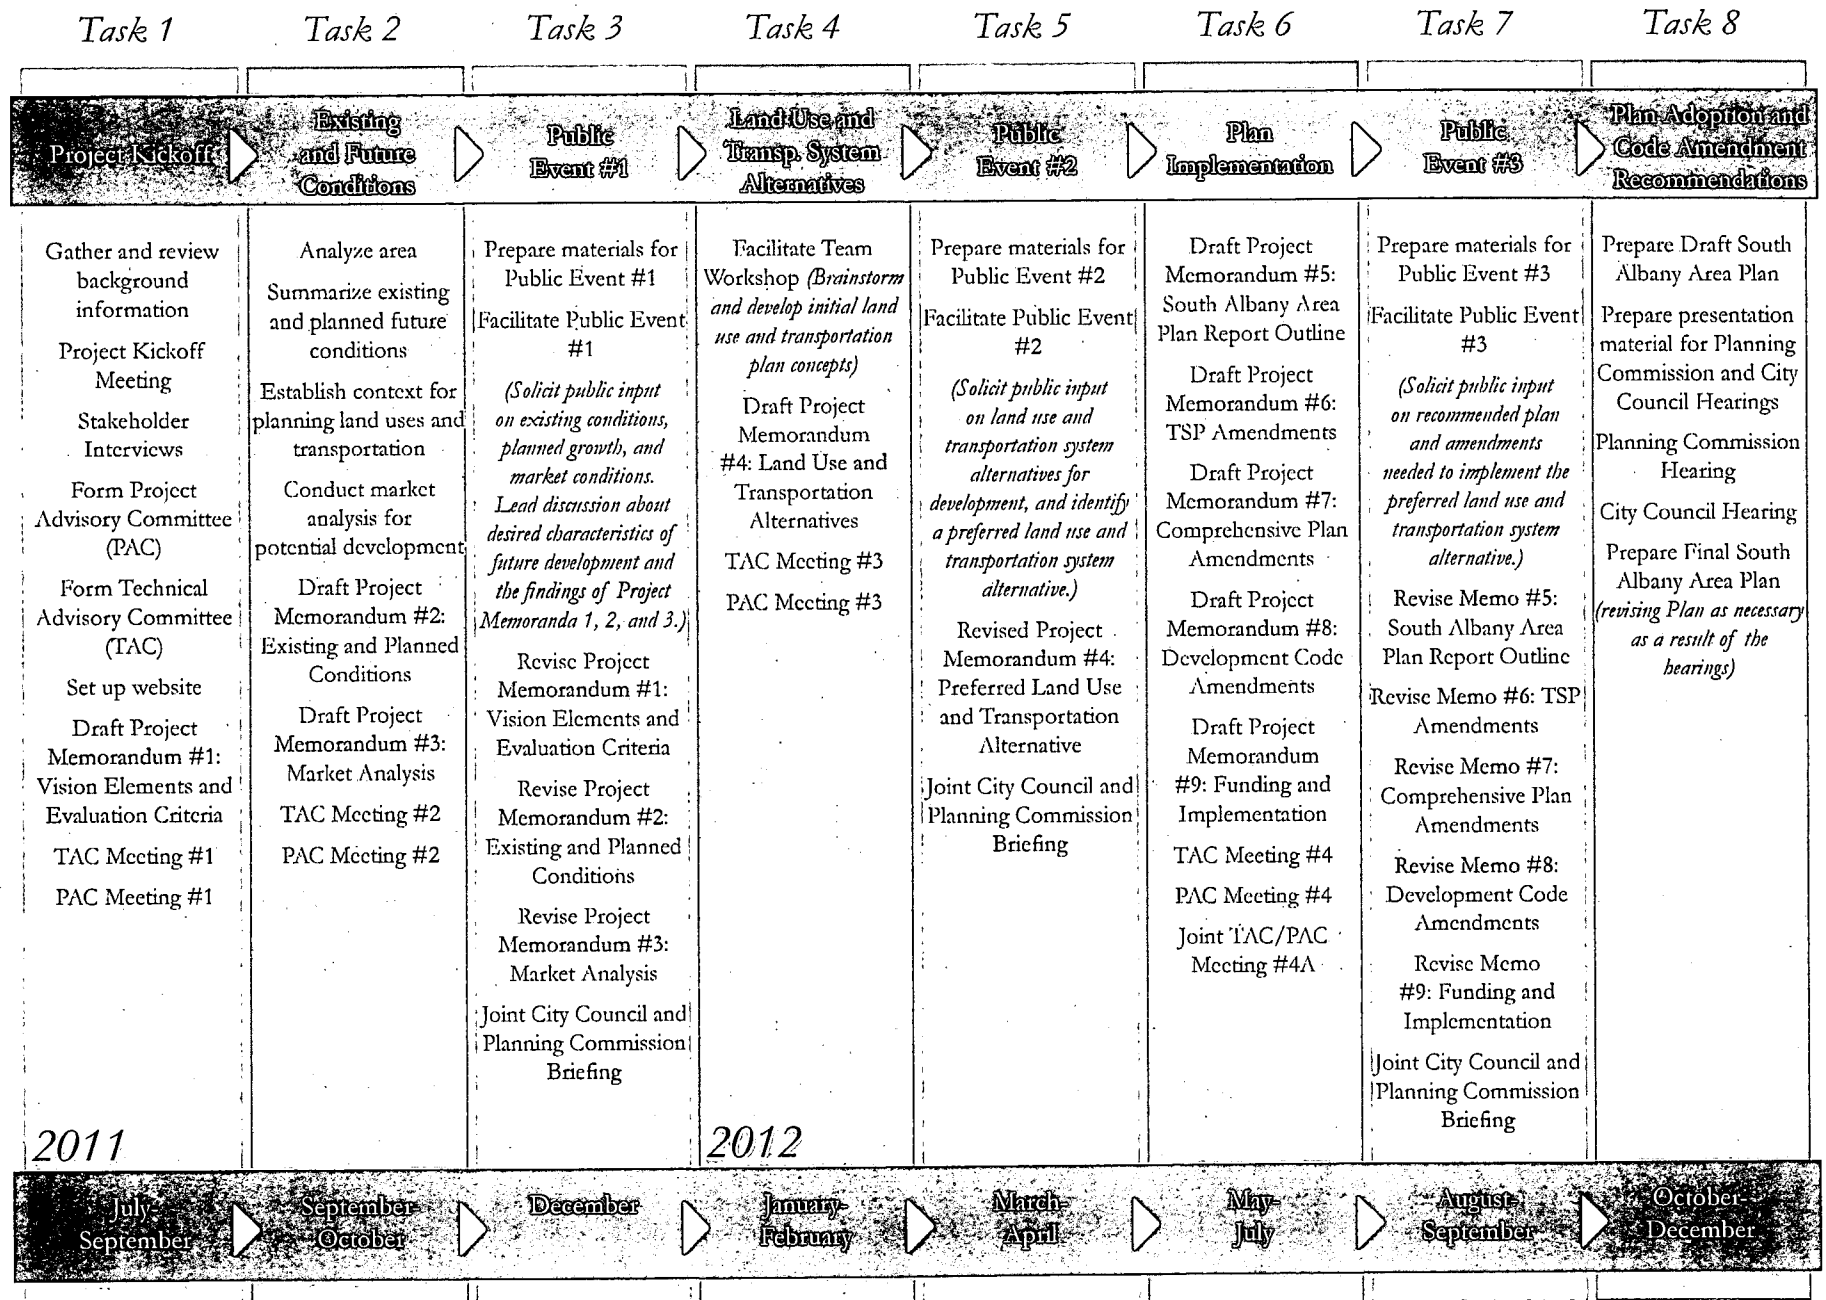 Task 1
Task 2
Task 3
Task 4
Task 5
Task 6
Task 7
Task 8
Project Kickoff
Existing
and Future
Conditions
Public
Event #1
Land Use and
Transp. System
Alternatives
Public
Event #2
Plan
Implementation
Public
Event #3
Plan Adoption and
Code Amendment
Recommendations
Gather and review
background
information
Project Kickoff
Meeting
Stakeholder
Interviews
Form Project
Advisory Committee
(PAC)
Form Technical
Advisory Committee
(TAC)
Set up website
Draft Project
Memorandum #1:
Vision Elements and
Evaluation Criteria
TAC Meeting #1
PAC Meeting #1
Analyze area
Summarize existing
and planned future
conditions
Establish context for
planning land uses and
transportation
Conduct market
analysis for
potential development
Draft Project
Memorandum #2:
Existing and Planned
Conditions
Draft Project
Memorandum #3:
Market Analysis
TAC Meeting #2
PAC Meeting #2
Prepare materials for
Public Event #1
Facilitate Public Event
#1
(Solicit public input
on existing conditions,
planned growth, and
market conditions.
Lead discussion about
desired characteristics of
future development and
the findings of Project
Memoranda 1, 2, and 3.)
Revise Project
Memorandum #1:
Vision Elements and
Evaluation Criteria
Revise Project
Memorandum #2:
Existing and Planned
Conditions
Revise Project
Memorandum #3:
Market Analysis
Joint City Council and
Planning Commission
Briefing
Facilitate Team
Workshop (Brainstorm
and develop initial land
use and transportation
plan concepts)
Draft Project
Memorandum
#4: Land Use and
Transportation
Alternatives
TAC Meeting #3
PAC Meeting #3
Prepare materials for
Public Event #2
Facilitate Public Event
#2
(Solicit public input
on land use and
transportation system
alternatives for
development, and identify
a preferred land use and
transportation system
alternative.)
Revised Project
Memorandum #4:
Preferred Land Use
and Transportation
Alternative
Joint City Council and
Planning Commission
Briefing
Draft Project
Memorandum #5:
South Albany Area
Plan Report Outline
Draft Project
Memorandum #6:
TSP Amendments
Draft Project
Memorandum #7:
Comprehensive Plan
Amendments
Draft Project
Memorandum #8:
Development Code
Amendments
Draft Project
Memorandum
#9: Funding and
Implementation
TAC Meeting #4
PAC Meeting #4
Joint TAC/PAC
Meeting #4A
Prepare materials for
Public Event #3
Facilitate Public Event
#3
(Solicit public input
on recommended plan
and amendments
needed to implement the
preferred land use and
transportation system
alternative.)
Revise Memo #5:
South Albany Area
Plan Report Outline
Revise Memo #6: TSP
Amendments
Revise Memo #7:
Comprehensive Plan
Amendments
Revise Memo #8:
Development Code
Amendments
Revise Memo
#9: Funding and
Implementation
Joint City Council and
Planning Commission
Briefing
Prepare Draft South
Albany Area Plan
Prepare presentation
material for Planning
Commission and City
Council Hearings
Planning Commission
Hearing
City Council Hearing
Prepare Final South
Albany Area Plan
(revising Plan as necessary
as a result of the
hearings)
2011
2012
July-
September
September-
October
December
January-
February
March-
April
May-
July
August-
September
October-
December